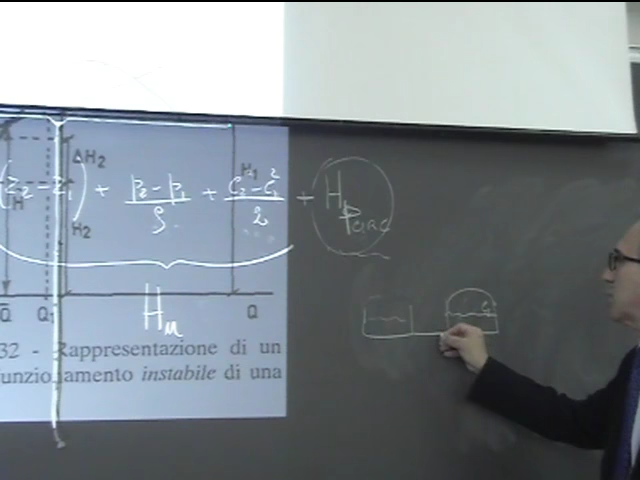 ΔH2
(z2 - z1) + p2 - p1 / ρ + c2² - c1² / 2 + H
H
H1
H2
Hm
Q̄ Q1 Q
32 - Rappresentazione di un
funzionamento instabile di una